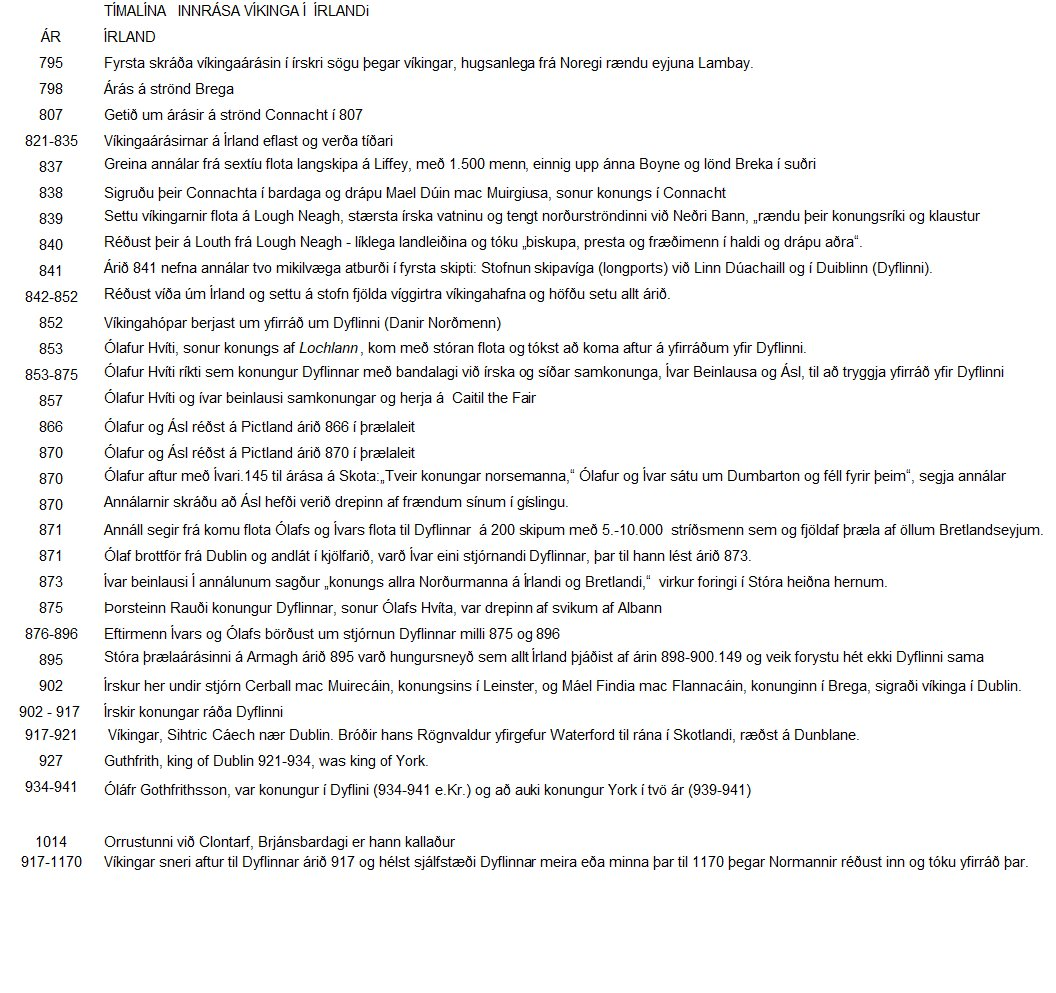 TÍMALÍNA INNRÁSA VÍKINGA Í ÍRLANDi
ÁR ÍRLAND
795 Fyrsta skráða víkingaárásin í írskri sögu þegar víkingar, hugsanlega frá Noregi rændu eyjuna Lambay.
798 Árás á strönd Brega
807 Getið um árásir á strönd Connacht í 807
821-835 Víkingaárásirnar á Írland eflast og verða tíðari
837 Greina annálar frá sextíu flota langskipa á Liffey, með 1.500 menn, einnig upp ánna Boyne og lönd Breka í suðri
838 Sigruðu þeir Connachta í bardaga og drápu Mael Dúin mac Muirgiusa, sonur konungs í Connacht
839 Settu víkingarnir flota á Lough Neagh, stærsta írska vatninu og tengt norðurströndinni við Neðri Bann, „rændu þeir konungsríki og klaustur
840 Réðust þeir á Louth frá Lough Neagh - líklega landleiðina og tóku „biskupa, presta og fræðimenn í haldi og drápu aðra“.
841 Árið 841 nefna annálar tvo mikilvæga atburði í fyrsta skipti: Stofnun skipavíga (longports) við Linn Dúachaill og í Duiblinn (Dyflinni).
842-852 Réðust víða úm Írland og settu á stofn fjölda víggirtra víkingahafna og höfðu setu allt árið.
852 Víkingahópar berjast um yfirráð um Dyflinni (Danir Norðmenn)
853 Ólafur Hvíti, sonur konungs af Lochlann, kom með stóran flota og tókst að koma aftur á yfirráðum yfir Dyflinni.
853-875 Ólafur Hvíti ríkti sem konungur Dyflinnar með bandalagi við írska og síðar samkonunga, Ívar Beinlausa og Ásl, til að tryggja yfirráð yfir Dyflinni
857 Ólafur Hvíti og ívar beinlausi samkonungar og herja á Caitil the Fair
866 Ólafur og Ásl réðst á Pictland árið 866 í þrælaleit
870 Ólafur og Ásl réðst á Pictland árið 870 í þrælaleit
870 Ólafur aftur með Ívari.145 til árása á Skota:„Tveir konungar norsemanna,“ Ólafur og Ívar sátu um Dumbarton og féll fyrir þeim“, segja annálar
870 Annálarnir skráðu að Ásl hefði verið drepinn af frændum sínum í gíslingu.
871 Annáll segir frá komu flota Ólafs og Ívars flota til Dyflinnar á 200 skipum með 5.-10.000 stríðsmenn sem og fjöldaf þræla af öllum Bretlandseyjum.
871 Ólaf brottför frá Dublin og andlát í kjölfarið, varð Ívar eini stjórnandi Dyflinnar, þar til hann lést árið 873.
873 Ívar beinlausi Í annálunum sagður „konungs allra Norðurmanna á Írlandi og Bretlandi,“ virkur foringi í Stóra heiðna hernum.
875 Þorsteinn Rauði konungur Dyflinnar, sonur Ólafs Hvíta, var drepinn af svikum af Albann
876-896 Eftirmenn Ívars og Ólafs börðust um stjórnun Dyflinnar milli 875 og 896
895 Stóra þrælaárásinni á Armagh árið 895 varð hungursneyð sem allt Írland þjáðist af árin 898-900.149 og veik forystu hét ekki Dyflinni sama
902 Írskur her undir stjórn Cerball mac Muirecáin, konungsins í Leinster, og Máel Findia mac Flannacáin, konunginn í Brega, sigraði víkinga í Dublin.
902 - 917 Írskir konungar ráða Dyflinni
917-921 Víkingar, Sihtric Cáech nær Dublin. Bróðir hans Rögnvaldur yfirgefur Waterford til rána í Skotlandi, ræðst á Dunblane.
927 Guthfrith, king of Dublin 921-934, was king of York.
934-941 Óláfr Gothfrithsson, var konungur í Dyflini (934-941 e.Kr.) og að auki konungur York í tvö ár (939-941)
1014 Orrustunni við Clontarf, Brjánsbardagi er hann kallaður
917-1170 Víkingar sneri aftur til Dyflinnar árið 917 og hélst sjálfstæði Dyflinnar meira eða minna þar til 1170 þegar Normannir réðust inn og tóku yfirráð þar.